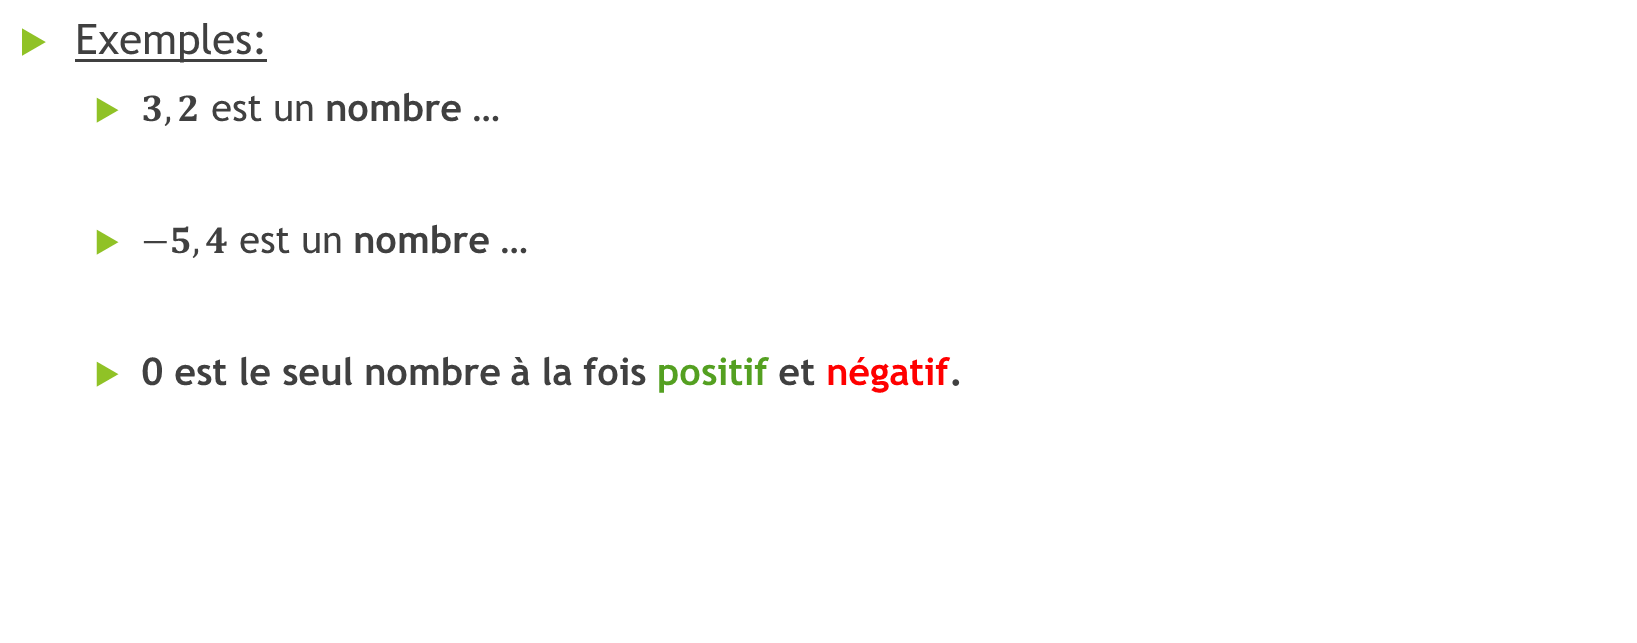 Exemples:
3,2 est un nombre …
−5,4 est un nombre …
0 est le seul nombre à la fois positif et négatif.